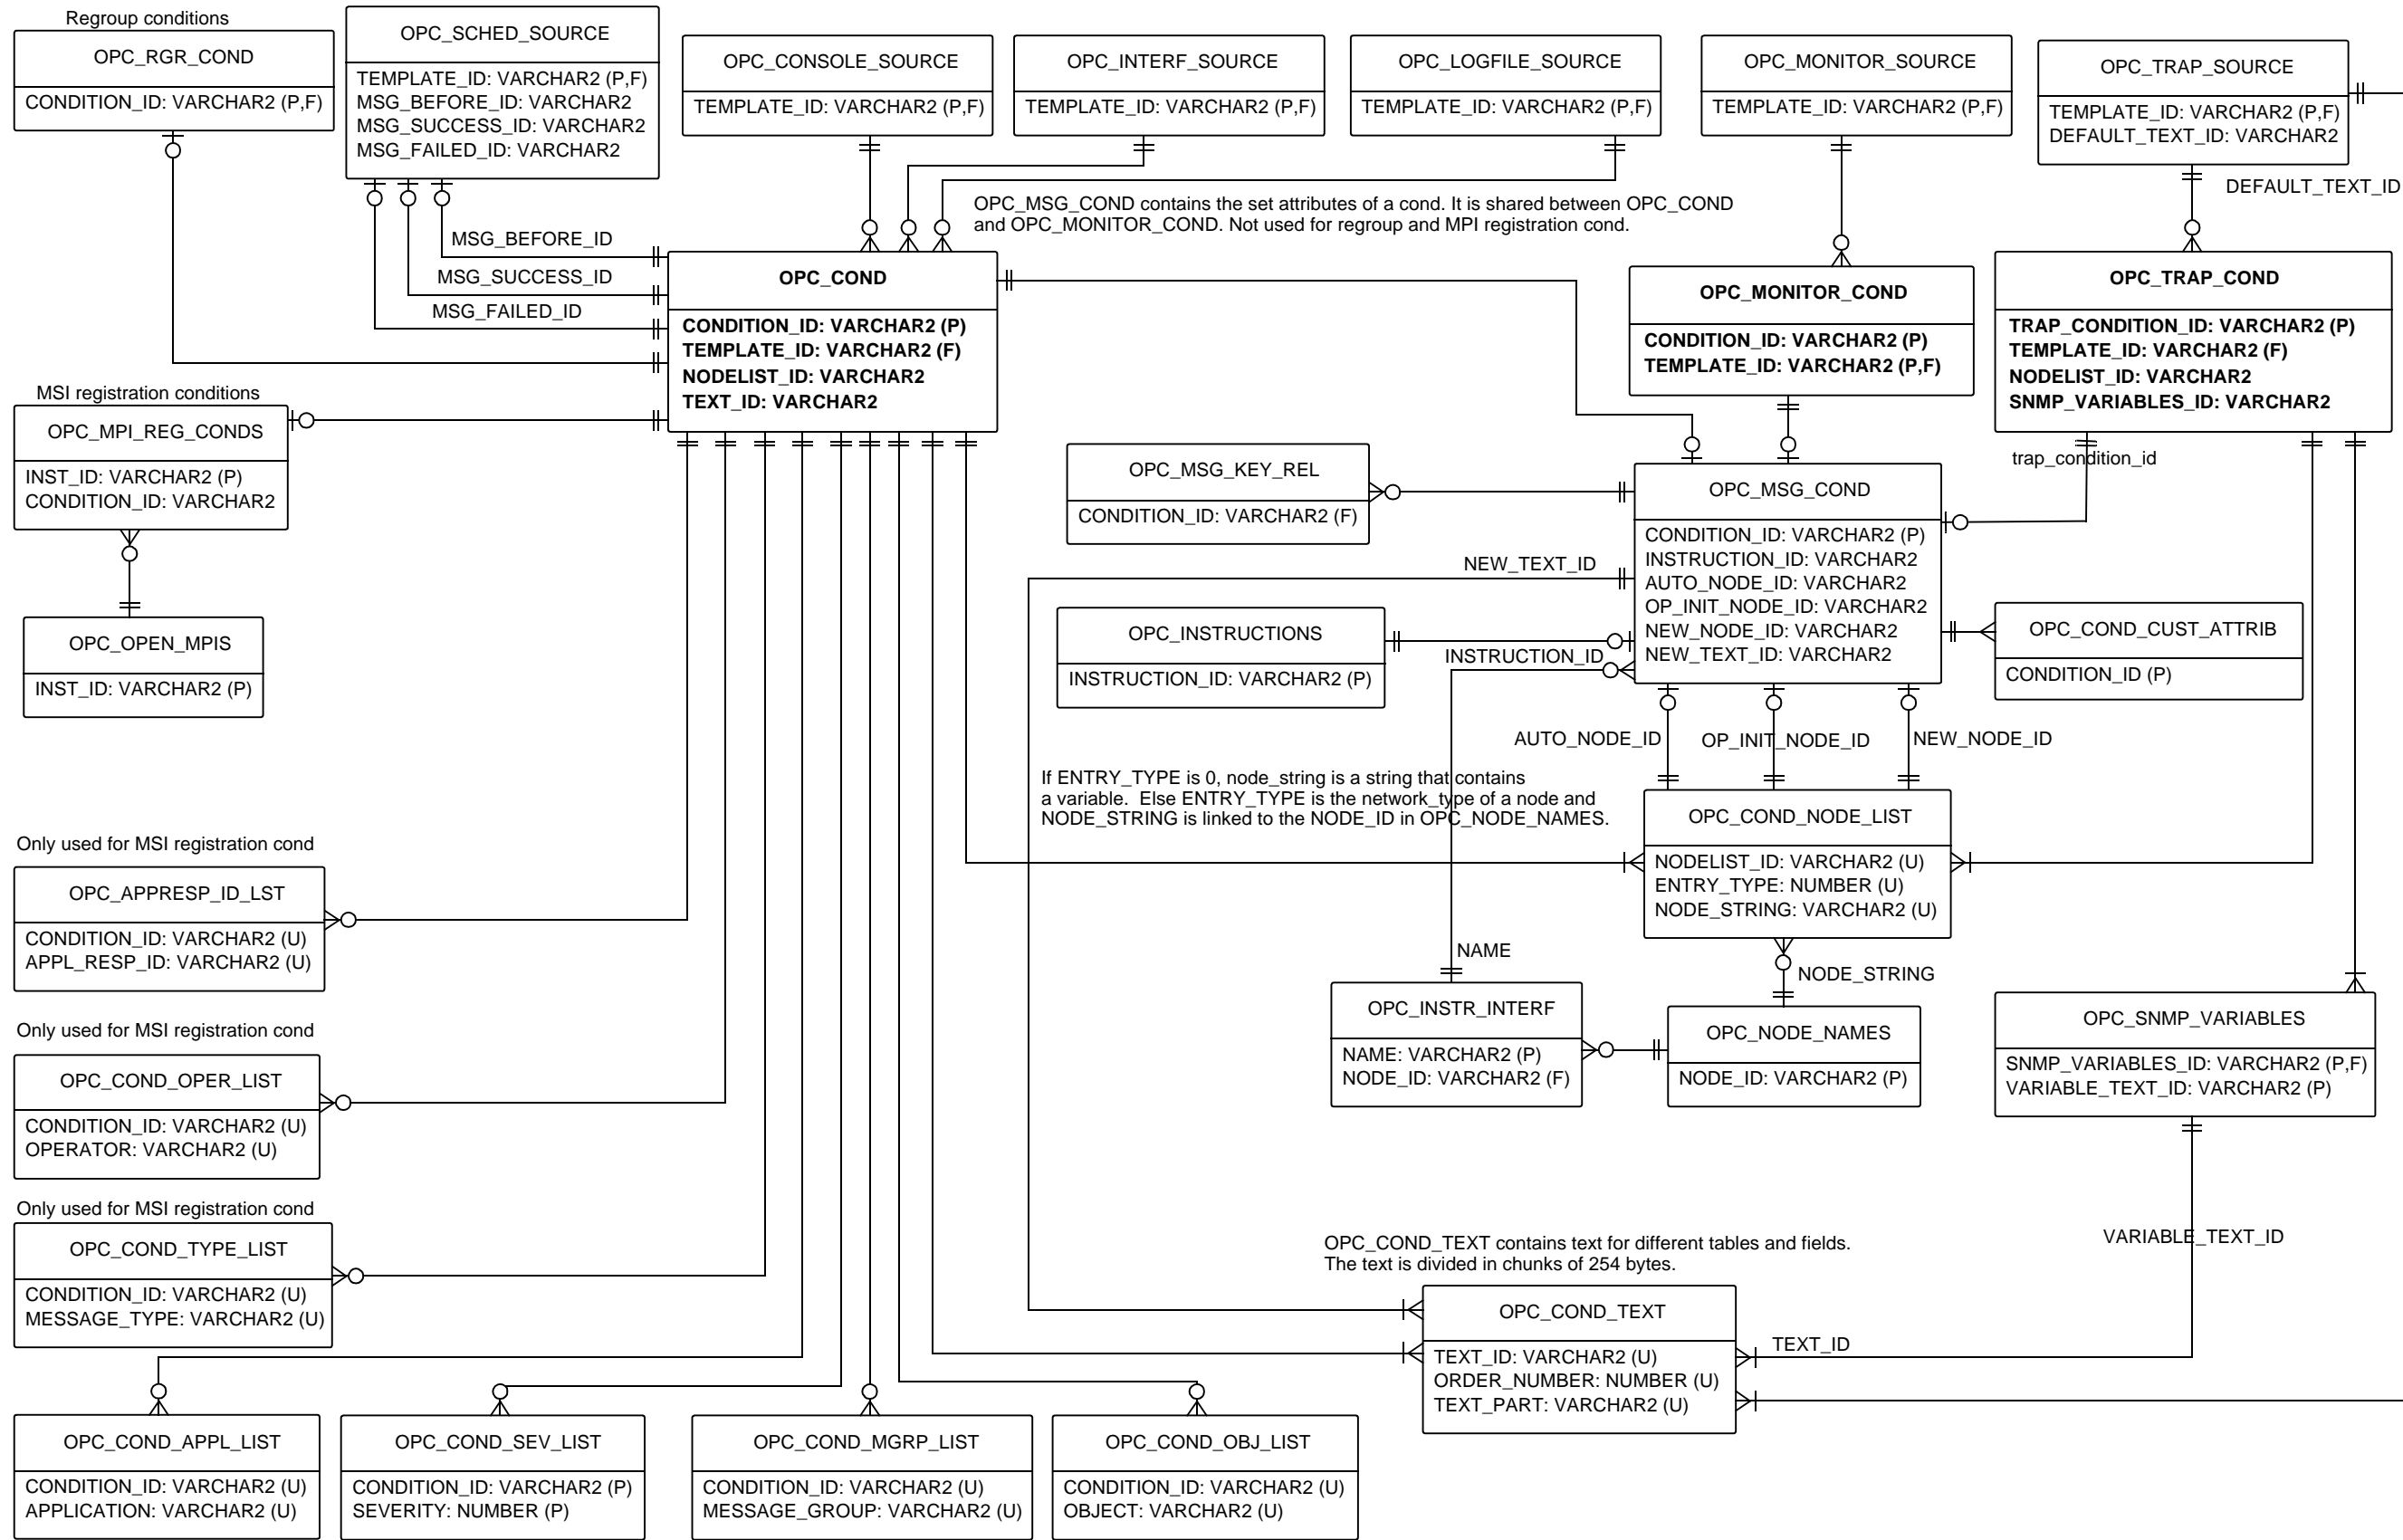 Regroup conditions
OPC_RGR_COND
CONDITION_ID: VARCHAR2 (P,F)
OPC_SCHED_SOURCE
TEMPLATE_ID: VARCHAR2 (P,F)
MSG_BEFORE_ID: VARCHAR2
MSG_SUCCESS_ID: VARCHAR2
MSG_FAILED_ID: VARCHAR2
OPC_CONSOLE_SOURCE
TEMPLATE_ID: VARCHAR2 (P,F)
OPC_INTERF_SOURCE
TEMPLATE_ID: VARCHAR2 (P,F)
OPC_LOGFILE_SOURCE
TEMPLATE_ID: VARCHAR2 (P,F)
OPC_MONITOR_SOURCE
TEMPLATE_ID: VARCHAR2 (P,F)
OPC_TRAP_SOURCE
TEMPLATE_ID: VARCHAR2 (P,F)
DEFAULT_TEXT_ID: VARCHAR2
DEFAULT_TEXT_ID
OPC_MSG_COND contains the set attributes of a cond. It is shared between OPC_COND
and OPC_MONITOR_COND. Not used for regroup and MPI registration cond.
MSG_BEFORE_ID
MSG_SUCCESS_ID
MSG_FAILED_ID
OPC_COND
CONDITION_ID: VARCHAR2 (P)
TEMPLATE_ID: VARCHAR2 (F)
NODELIST_ID: VARCHAR2
TEXT_ID: VARCHAR2
OPC_MONITOR_COND
CONDITION_ID: VARCHAR2 (P)
TEMPLATE_ID: VARCHAR2 (P,F)
OPC_TRAP_COND
TRAP_CONDITION_ID: VARCHAR2 (P)
TEMPLATE_ID: VARCHAR2 (F)
NODELIST_ID: VARCHAR2
SNMP_VARIABLES_ID: VARCHAR2
trap_condition_id
MSI registration conditions
OPC_MPI_REG_CONDS
INST_ID: VARCHAR2 (P)
CONDITION_ID: VARCHAR2
OPC_MSG_KEY_REL
CONDITION_ID: VARCHAR2 (F)
OPC_MSG_COND
CONDITION_ID: VARCHAR2 (P)
INSTRUCTION_ID: VARCHAR2
AUTO_NODE_ID: VARCHAR2
OP_INIT_NODE_ID: VARCHAR2
NEW_NODE_ID: VARCHAR2
NEW_TEXT_ID: VARCHAR2
NEW_TEXT_ID
OPC_OPEN_MPIS
INST_ID: VARCHAR2 (P)
OPC_INSTRUCTIONS
INSTRUCTION_ID: VARCHAR2 (P)
INSTRUCTION_ID
OPC_COND_CUST_ATTRIB
CONDITION_ID (P)
AUTO_NODE_ID
OP_INIT_NODE_ID
NEW_NODE_ID
If ENTRY_TYPE is 0, node_string is a string that contains
a variable.  Else ENTRY_TYPE is the network_type of a node and
NODE_STRING is linked to the NODE_ID in OPC_NODE_NAMES.
OPC_COND_NODE_LIST
NODELIST_ID: VARCHAR2 (U)
ENTRY_TYPE: NUMBER (U)
NODE_STRING: VARCHAR2 (U)
Only used for MSI registration cond
OPC_APPRESP_ID_LST
CONDITION_ID: VARCHAR2 (U)
APPL_RESP_ID: VARCHAR2 (U)
NAME
NODE_STRING
OPC_INSTR_INTERF
NAME: VARCHAR2 (P)
NODE_ID: VARCHAR2 (F)
OPC_NODE_NAMES
NODE_ID: VARCHAR2 (P)
OPC_SNMP_VARIABLES
SNMP_VARIABLES_ID: VARCHAR2 (P,F)
VARIABLE_TEXT_ID: VARCHAR2 (P)
Only used for MSI registration cond
OPC_COND_OPER_LIST
CONDITION_ID: VARCHAR2 (U)
OPERATOR: VARCHAR2 (U)
Only used for MSI registration cond
OPC_COND_TYPE_LIST
CONDITION_ID: VARCHAR2 (U)
MESSAGE_TYPE: VARCHAR2 (U)
VARIABLE_TEXT_ID
OPC_COND_TEXT contains text for different tables and fields.
The text is divided in chunks of 254 bytes.
OPC_COND_TEXT
TEXT_ID: VARCHAR2 (U)
ORDER_NUMBER: NUMBER (U)
TEXT_PART: VARCHAR2 (U)
TEXT_ID
OPC_COND_APPL_LIST
CONDITION_ID: VARCHAR2 (U)
APPLICATION: VARCHAR2 (U)
OPC_COND_SEV_LIST
CONDITION_ID: VARCHAR2 (P)
SEVERITY: NUMBER (P)
OPC_COND_MGRP_LIST
CONDITION_ID: VARCHAR2 (U)
MESSAGE_GROUP: VARCHAR2 (U)
OPC_COND_OBJ_LIST
CONDITION_ID: VARCHAR2 (U)
OBJECT: VARCHAR2 (U)